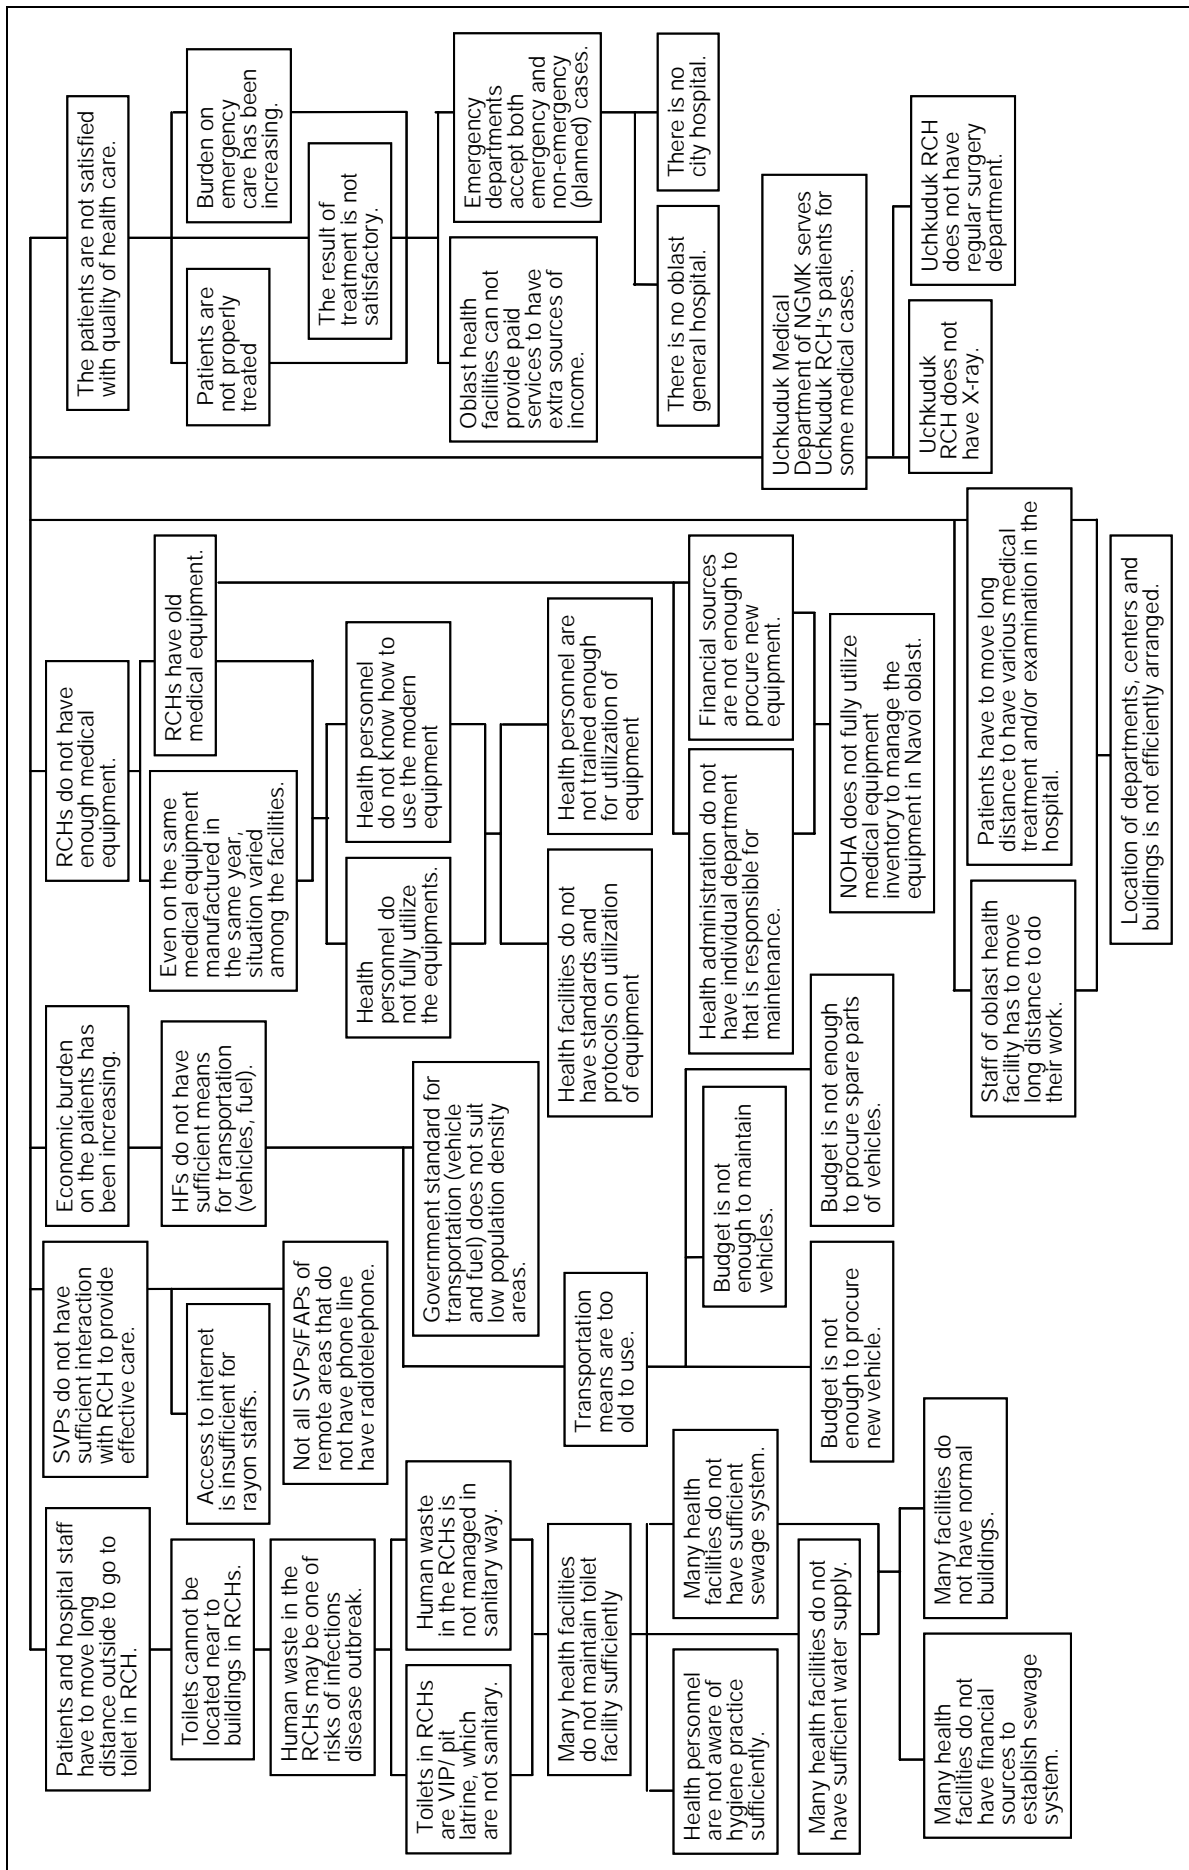 Patients and hospital staff
have to move long
distance outside to go to
toilet in RCH.
Toilets cannot be
located near to
buildings in RCHs.
Human waste in the
RCHs may be one of
risks of infections
disease outbreak.
Toilets in RCHs
are VIP/ pit
latrine, which
are not sanitary.
Human waste
in the RCHs is
not managed in
sanitary way.
Many health facilities
do not maintain toilet
facility sufficiently
Health personnel
are not aware of
hygiene practice
sufficiently.
Many health
facilities do not
have sufficient
sewage system.
Many health facilities do not
have sufficient water supply.
Many health
facilities do not
have financial
sources to
establish sewage
system.
Many facilities do
not have normal
buildings.
SVPs do not have
sufficient interaction
with RCH to provide
effective care.
Access to internet
is insufficient for
rayon staffs.
Not all SVPs/FAPs of
remote areas that do
not have phone line
have radiotelephone.
Economic burden
on the patients has
been increasing.
HFs do not have
sufficient means
for transportation
(vehicles, fuel).
Government standard for
transportation (vehicle
and fuel) does not suit
low population density
areas.
Transportation
means are too
old to use.
Budget is not
enough to maintain
vehicles.
Budget is not
enough to procure
new vehicle.
Budget is not enough
to procure spare parts
of vehicles.
RCHs do not have
enough medical
equipment.
Even on the same
medical equipment
manufactured in
the same year,
situation varied
among the facilities.
RCHs have old
medical equipment.
Health
personnel do
not fully utilize
the equipments.
Health personnel
do not know how to
use the modern
equipment
Health facilities do not
have standards and
protocols on utilization
of equipment
Health personnel are
not trained enough
for utilization of
equipment
Health administration do not
have individual department
that is responsible for
maintenance.
Financial sources
are not enough to
procure new
equipment.
NOHA does not fully utilize
medical equipment
inventory to manage the
equipment in Navoi oblast.
Staff of oblast health
facility has to move
long distance to do
their work.
Patients have to move long
distance to have various medical
treatment and/or examination in the
hospital.
Location of departments, centers and
buildings is not efficiently arranged.
The patients are not satisfied
with quality of health care.
Patients are
not properly
treated
Burden on
emergency
care has been
increasing.
The result of
treatment is not
satisfactory.
Oblast health
facilities can not
provide paid
services to have
extra sources of
income.
Emergency
departments
accept both
emergency and
non-emergency
(planned) cases.
There is no oblast
general hospital.
There is no
city hospital.
Uchkuduk Medical
Department of NGMK serves
Uchkuduk RCH's patients for
some medical cases.
Uchkuduk
RCH does not
have X-ray.
Uchkuduk RCH
does not have
regular surgery
department.